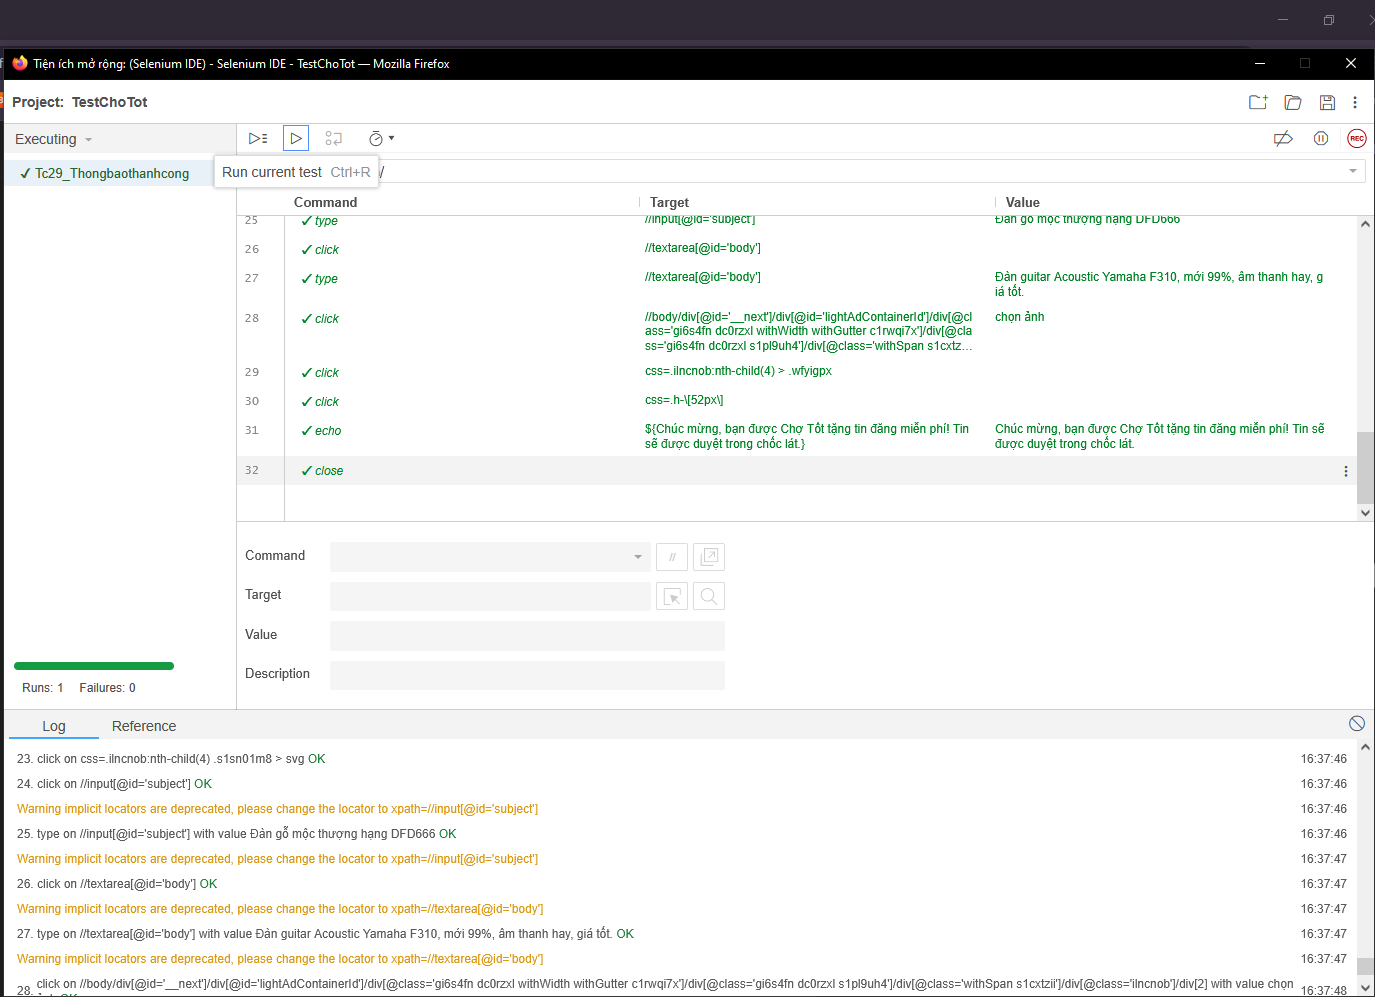 Tiện ích mở rộng: (Selenium IDE) - Selenium IDE - TestChoTot — Mozilla Firefox
Project: TestChoTot
Executing
REC
✓ Tc29_Thongbaothanhcong
Run current test Ctrl+R
/
Command Target Value
25 ✓ type //input[@id='subject'] Đàn gỗ mộc thượng hạng DFD666
26 ✓ click //textarea[@id='body']
27 ✓ type //textarea[@id='body'] Đàn guitar Acoustic Yamaha F310, mới 99%, âm thanh hay, g
iá tốt.
28 ✓ click //body/div[@id='__next']/div[@id='lightAdContainerId']/div[@cl chọn ảnh
ass='gi6s4fn dc0rzxl withWidth withGutter c1rwqi7x']/div[@cla
ss='gi6s4fn dc0rzxl s1pl9uh4']/div[@class='withSpan s1cxtz...
29 ✓ click css=.ilncnob:nth-child(4) > .wfyigpx
30 ✓ click css=.h-\[52px\]
31 ✓ echo ${Chúc mừng, bạn được Chợ Tốt tặng tin đăng miễn phí! Tin Chúc mừng, bạn được Chợ Tốt tặng tin đăng miễn phí! Tin sẽ
sẽ được duyệt trong chốc lát.} được duyệt trong chốc lát.
32 ✓ close
Command //
Target
Value
Description
Runs: 1 Failures: 0
Log Reference
23. click on css=.ilncnob:nth-child(4) .s1sn01m8 > svg OK 16:37:46
24. click on //input[@id='subject'] OK 16:37:46
Warning implicit locators are deprecated, please change the locator to xpath=//input[@id='subject'] 16:37:46
25. type on //input[@id='subject'] with value Đàn gỗ mộc thượng hạng DFD666 OK 16:37:46
Warning implicit locators are deprecated, please change the locator to xpath=//input[@id='subject'] 16:37:47
26. click on //textarea[@id='body'] OK 16:37:47
Warning implicit locators are deprecated, please change the locator to xpath=//textarea[@id='body'] 16:37:47
27. type on //textarea[@id='body'] with value Đàn guitar Acoustic Yamaha F310, mới 99%, âm thanh hay, giá tốt. OK 16:37:47
Warning implicit locators are deprecated, please change the locator to xpath=//textarea[@id='body'] 16:37:47
28. click on //body/div[@id='__next']/div[@id='lightAdContainerId']/div[@class='gi6s4fn dc0rzxl withWidth withGutter c1rwqi7x']/div[@class='gi6s4fn dc0rzxl s1pl9uh4']/div[@class='withSpan s1cxtzii']/div[@class='ilncnob']/div[2] with value chọn 16:37:48